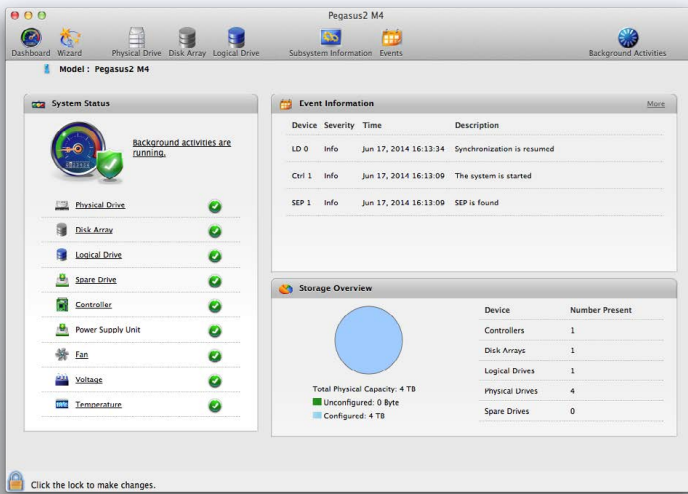 Pegasus2 M4
Dashboard Wizard Physical Drive Disk Array Logical Drive Subsystem Information Events Background Activities
Model : Pegasus2 M4
System Status
Background activities are
running.
Physical Drive
Disk Array
Logical Drive
Spare Drive
Controller
Power Supply Unit
Fan
Voltage
Temperature
Event Information More
Device Severity Time Description
LD 0 Info Jun 17, 2014 16:13:34 Synchronization is resumed
Ctrl 1 Info Jun 17, 2014 16:13:09 The system is started
SEP 1 Info Jun 17, 2014 16:13:09 SEP is found
Storage Overview
Total Physical Capacity: 4 TB
Unconfigured: 0 Byte
Configured: 4 TB
Device Number Present
Controllers 1
Disk Arrays 1
Logical Drives 1
Physical Drives 4
Spare Drives 0
Click the lock to make changes.